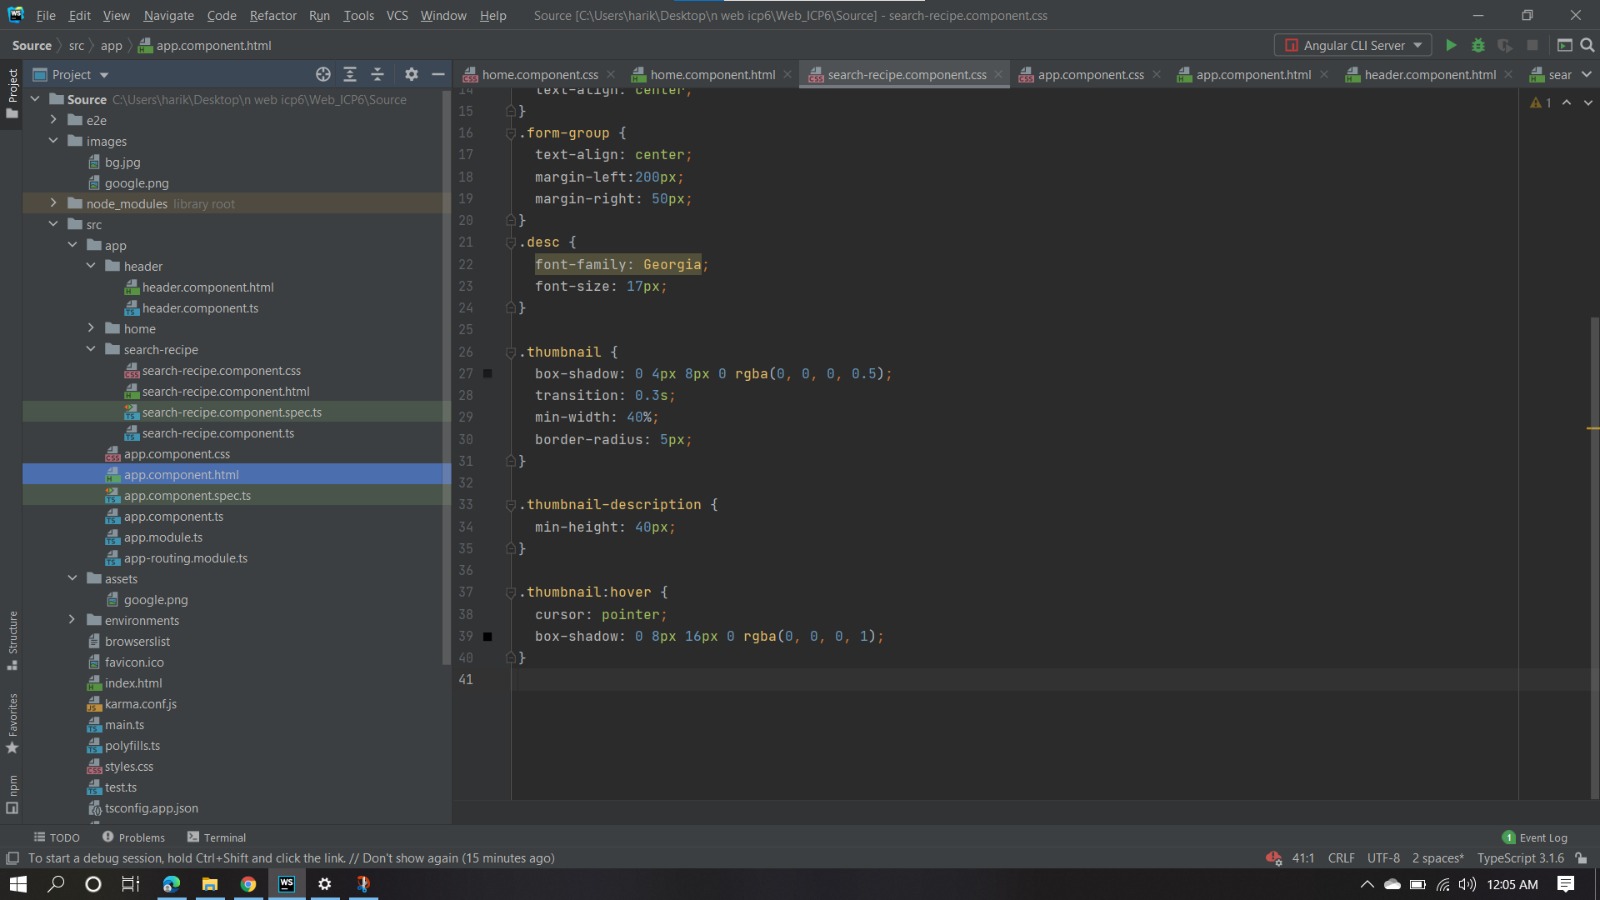 File Edit View Navigate Code Refactor Run Tools VCS Window Help Source [C:\Users\harik\Desktop\n web icp6\Web_ICP6\Source] - search-recipe.component.css
Source src app app.component.html Angular CLI Server
Project home.component.css home.component.html search-recipe.component.css app.component.css app.component.html header.component.html sear
Project
Structure
Favorites
npm
Source C:\Users\harik\Desktop\n web icp6\Web_ICP6\Source
e2e
images
bg.jpg
google.png
node_modules library root
src
app
header
header.component.html
header.component.ts
home
search-recipe
search-recipe.component.css
search-recipe.component.html
search-recipe.component.spec.ts
search-recipe.component.ts
app.component.css
app.component.html
app.component.spec.ts
app.component.ts
app.module.ts
app-routing.module.ts
assets
google.png
environments
browserslist
favicon.ico
index.html
karma.conf.js
main.ts
polyfills.ts
styles.css
test.ts
tsconfig.app.json
14 text-align: center;
15 }
16 .form-group {
17 text-align: center;
18 margin-left:200px;
19 margin-right: 50px;
20 }
21 .desc {
22 font-family: Georgia;
23 font-size: 17px;
24 }
25
26 .thumbnail {
27 box-shadow: 0 4px 8px 0 rgba(0, 0, 0, 0.5);
28 transition: 0.3s;
29 min-width: 40%;
30 border-radius: 5px;
31 }
32
33 .thumbnail-description {
34 min-height: 40px;
35 }
36
37 .thumbnail:hover {
38 cursor: pointer;
39 box-shadow: 0 8px 16px 0 rgba(0, 0, 0, 1);
40 }
41
1
TODO Problems Terminal 1 Event Log
To start a debug session, hold Ctrl+Shift and click the link. // Don't show again (15 minutes ago) 41:1 CRLF UTF-8 2 spaces* TypeScript 3.1.6
WS 12:05 AM